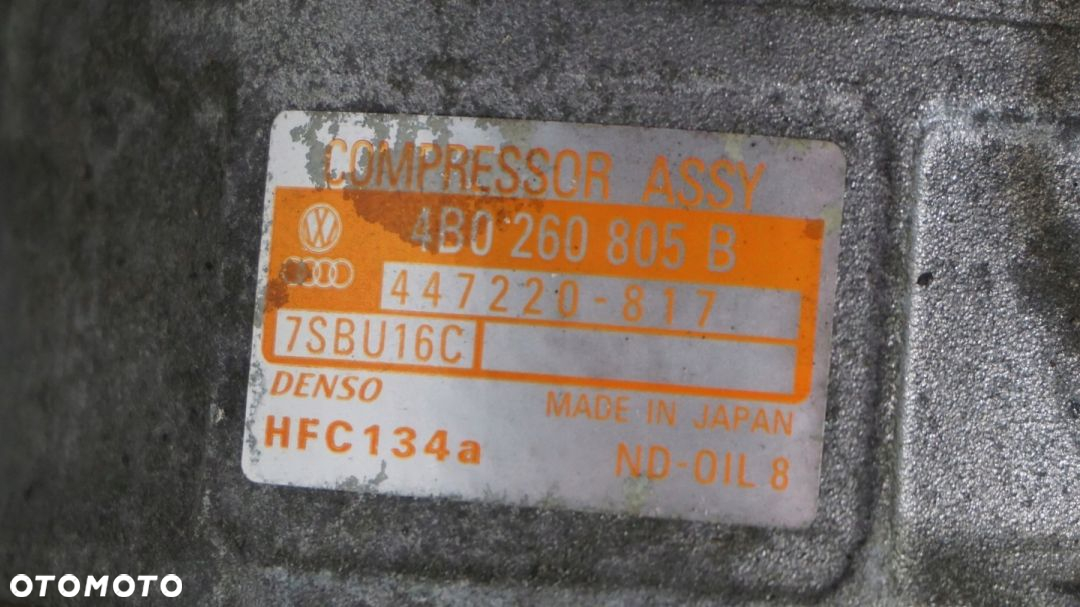 COMPRESSOR ASSY
4B0 260 805 B
447220-817
7SBU16C
DENSO
MADE IN JAPAN
HFC134a
ND-OIL 8
OTOMOTO